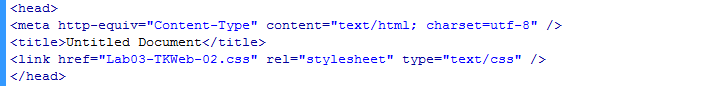 <head>
<meta http-equiv="Content-Type" content="text/html; charset=utf-8" />
<title>Untitled Document</title>
<link href="Lab03-TKWeb-02.css" rel="stylesheet" type="text/css" />
</head>